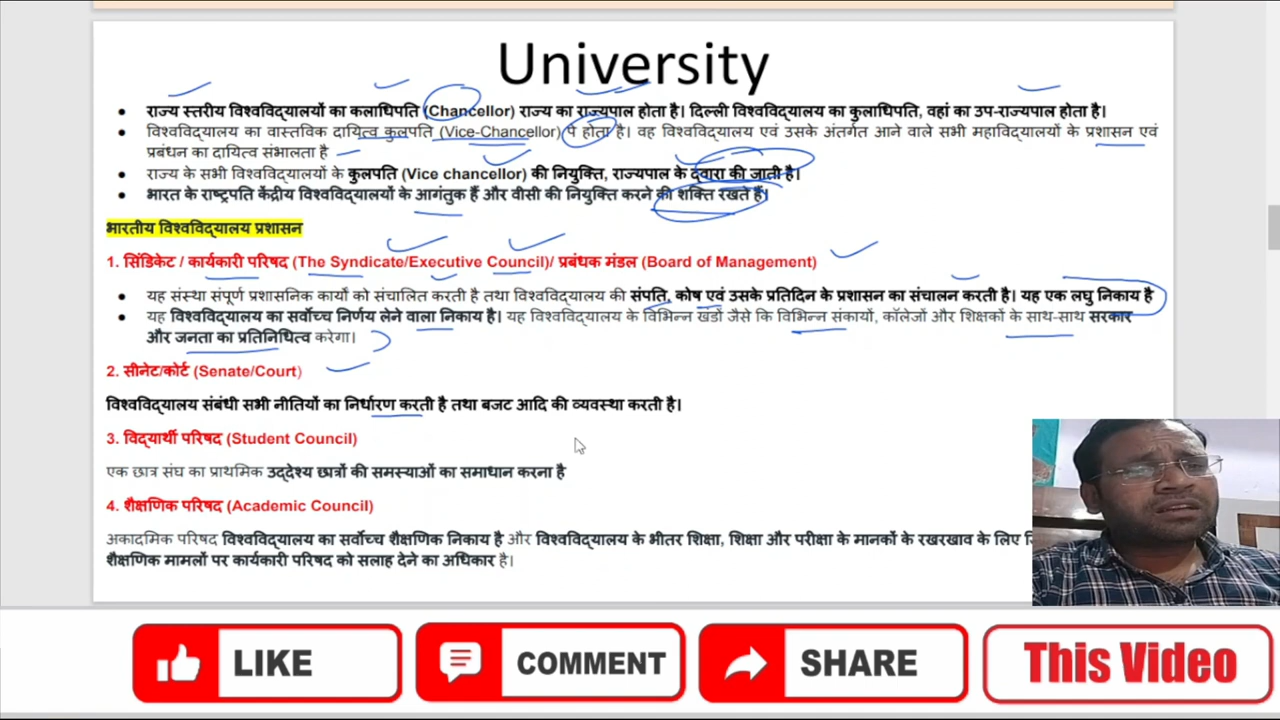 University
• राज्य स्तरीय विश्वविद्यालयों का कलाधिपति (Chancellor) राज्य का राज्यपाल होता है। दिल्ली विश्वविद्यालय का कुलाधिपति, वहां का उप-राज्यपाल होता है।
• विश्वविद्यालय का वास्तविक दायित्व कुलपति (Vice-Chancellor) पे होता है। वह विश्वविद्यालय एवं उसके अंतर्गत आने वाले सभी महाविद्यालयों के प्रशासन एवं
प्रबंधन का दायित्व संभालता है
• राज्य के सभी विश्वविद्यालयों के कुलपति (Vice chancellor) की नियुक्ति, राज्यपाल के द्वारा की जाती है।
• भारत के राष्ट्रपति केंद्रीय विश्वविद्यालयों के आगंतुक हैं और वीसी की नियुक्ति करने की शक्ति रखते हैं।
भारतीय विश्वविद्यालय प्रशासन
1. सिंडिकेट / कार्यकारी परिषद (The Syndicate/Executive Council)/ प्रबंधक मंडल (Board of Management)
• यह संस्था संपूर्ण प्रशासनिक कार्यो को संचालित करती है तथा विश्वविद्यालय की संपति, कोष एवं उसके प्रतिदिन के प्रशासन का संचालन करती है। यह एक लघु निकाय है
• यह विश्वविद्यालय का सर्वोच्च निर्णय लेने वाला निकाय है। यह विश्वविद्यालय के विभिन्न खंडों जैसे कि विभिन्न संकायों, कॉलेजों और शिक्षकों के साथ-साथ सरकार
और जनता का प्रतिनिधित्व करेगा।
2. सीनेट/कोर्ट (Senate/Court)
विश्वविद्यालय संबंधी सभी नीतियों का निर्धारण करती है तथा बजट आदि की व्यवस्था करती है।
3. विद्यार्थी परिषद (Student Council)
एक छात्र संघ का प्राथमिक उद्देश्य छात्रों की समस्याओं का समाधान करना है
4. शैक्षणिक परिषद (Academic Council)
अकादमिक परिषद विश्वविद्यालय का सर्वोच्च शैक्षणिक निकाय है और विश्वविद्यालय के भीतर शिक्षा, शिक्षा और परीक्षा के मानकों के रखरखाव के लिए
शैक्षणिक मामलों पर कार्यकारी परिषद को सलाह देने का अधिकार है।
LIKE COMMENT SHARE This Video